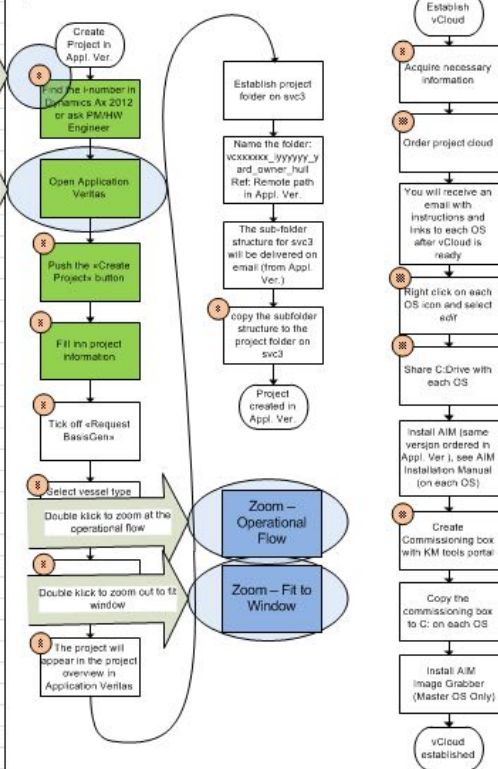 Create
Project in
Appl. Ver.
Find the i-number in
Dynamics Ax 2012
or ask PM/HW
Engineer
Open Application
Veritas
Push the «Create
Project» button
Fill inn project
information
Tick off «Request
BasisGen»
Select vessel type
Double klick to zoom at the
operational flow
Double klick to zoom out to fit
window
The project will
appear in the project
overview in
Application Veritas
Establish project
folder on svc3
Name the folder:
vcxxxxxx_iyyyyyy_y
ard_owner_hull
Ref: Remote path
in Appl. Ver.
The sub-folder
structure for svc3
will be delivered on
email (from Appl.
Ver.)
copy the subfolder
structure to the
project folder on
svc3
Project
created in
Appl. Ver.
Zoom –
Operational
Flow
Zoom – Fit to
Window
Establish
vCloud
Acquire necessary
information
Order project cloud
You will receive an
email with
instructions and
links to each OS
after vCloud is
ready
Right click on each
OS icon and select
edit
Share C:Drive with
each OS
Install AIM (same
version ordered in
Appl. Ver ), see AIM
Installation Manual
(on each OS)
Create
Commissioning box
with KM tools portal
Copy the
commissioning box
to C: on each OS
Install AIM
Image Grabber
(Master OS Only)
vCloud
established